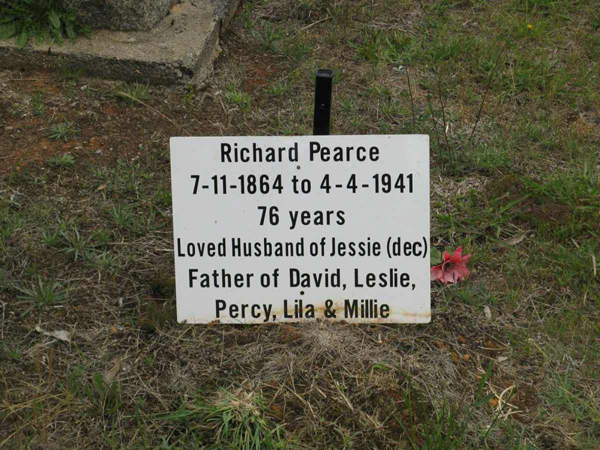 Richard Pearce
7-11-1864 to 4-4-1941
76 years
Loved Husband of Jessie (dec)
Father of David, Leslie,
Percy, Lila & Millie